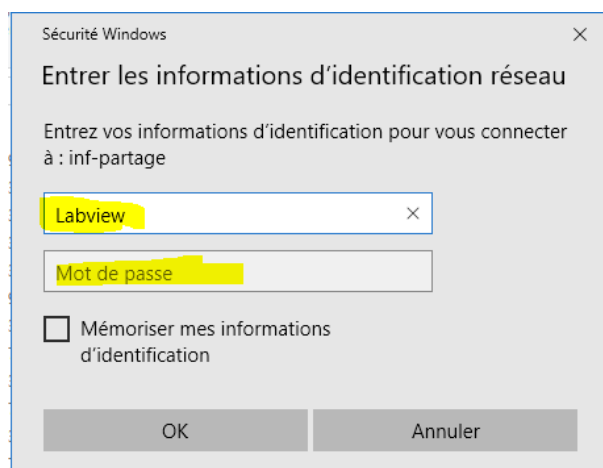 Sécurité Windows
Entrer les informations d’identification réseau
Entrez vos informations d’identification pour vous connecter
à : inf-partage
Labview
Mot de passe
Mémoriser mes informations
d’identification
OK
Annuler